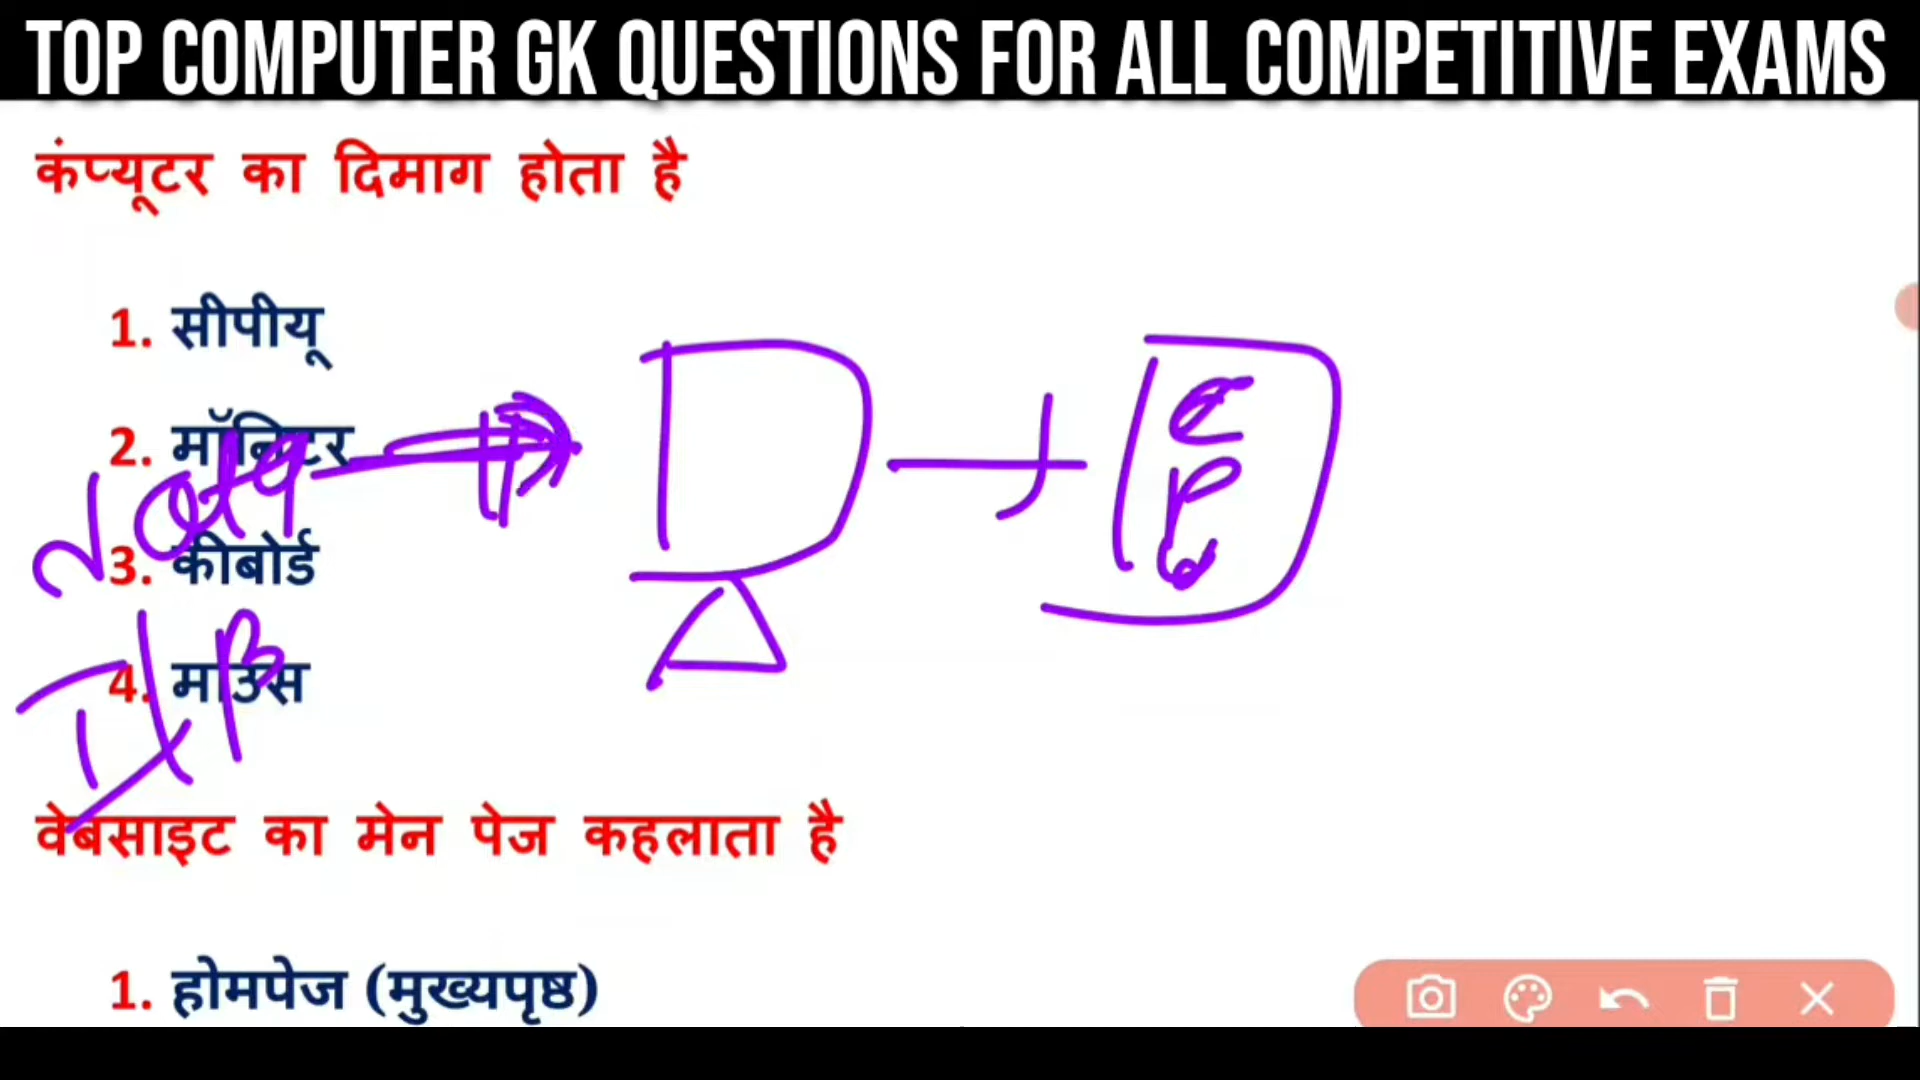 TOP COMPUTER GK QUESTIONS FOR ALL COMPETITIVE EXAMS
कंप्यूटर का दिमाग होता है
1. सीपीयू
2. मॉनिटर
3. कीबोर्ड
4. माउस
वेबसाइट का मेन पेज कहलाता है
1. होमपेज (मुख्यपृष्ठ)